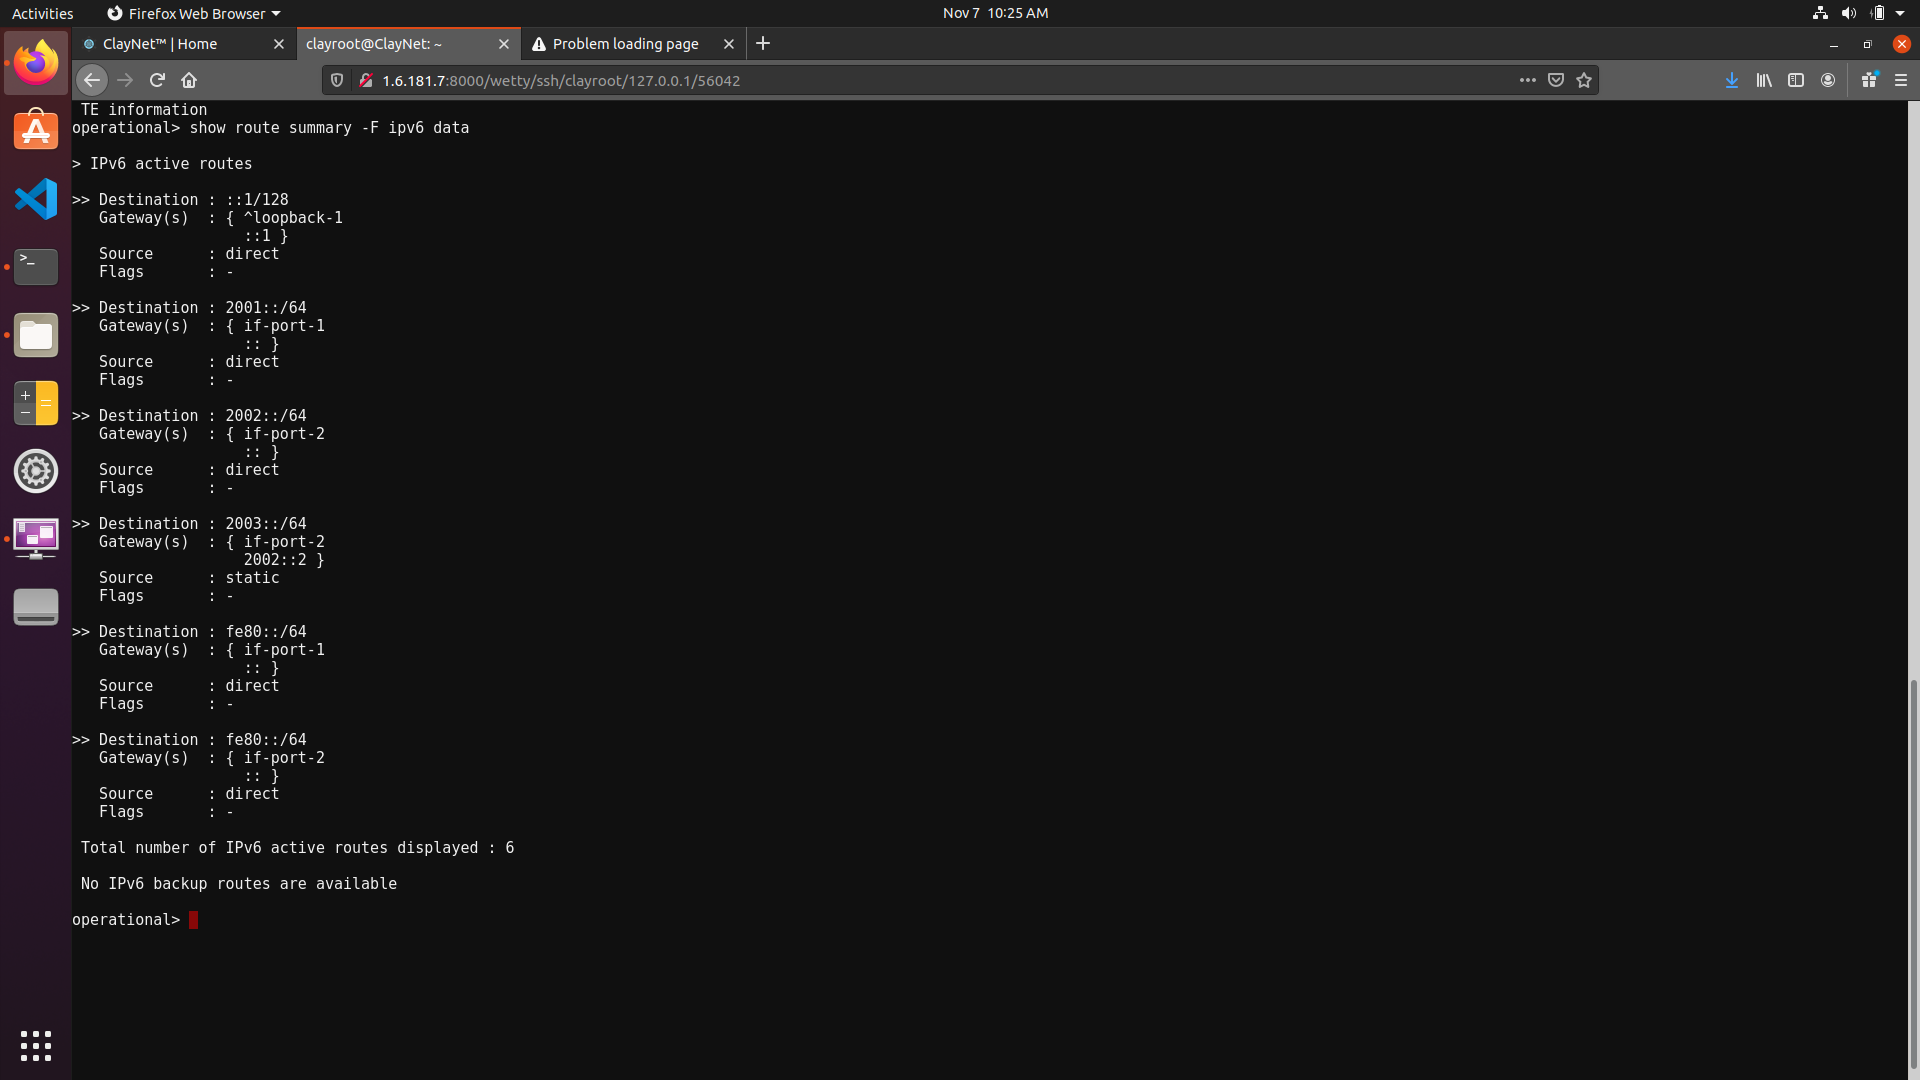 Activities
Firefox Web Browser
Nov 7 10:25 AM
ClayNet™ | Home
clayroot@ClayNet: ~
Problem loading page
1.6.181.7:8000/wetty/ssh/clayroot/127.0.0.1/56042
TE information
operational> show route summary -F ipv6 data
> IPv6 active routes
>> Destination : ::1/128
Gateway(s) : { ^loopback-1
::1 }
Source : direct
Flags : -
>> Destination : 2001::/64
Gateway(s) : { if-port-1
:: }
Source : direct
Flags : -
>> Destination : 2002::/64
Gateway(s) : { if-port-2
:: }
Source : direct
Flags : -
>> Destination : 2003::/64
Gateway(s) : { if-port-2
2002::2 }
Source : static
Flags : -
>> Destination : fe80::/64
Gateway(s) : { if-port-1
:: }
Source : direct
Flags : -
>> Destination : fe80::/64
Gateway(s) : { if-port-2
:: }
Source : direct
Flags : -
Total number of IPv6 active routes displayed : 6
No IPv6 backup routes are available
operational>